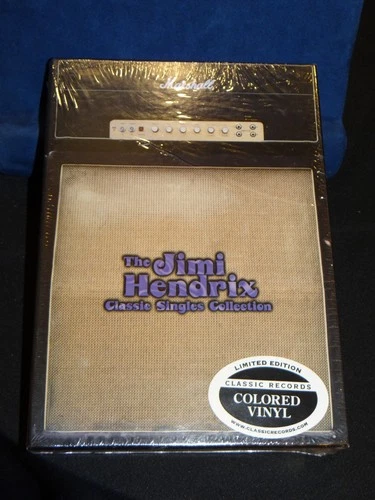 Marshall
The Jimi
Hendrix
Classic Singles Collection
LIMITED EDITION
CLASSIC RECORDS
COLORED
VINYL
WWW.CLASSICRECORDS.COM